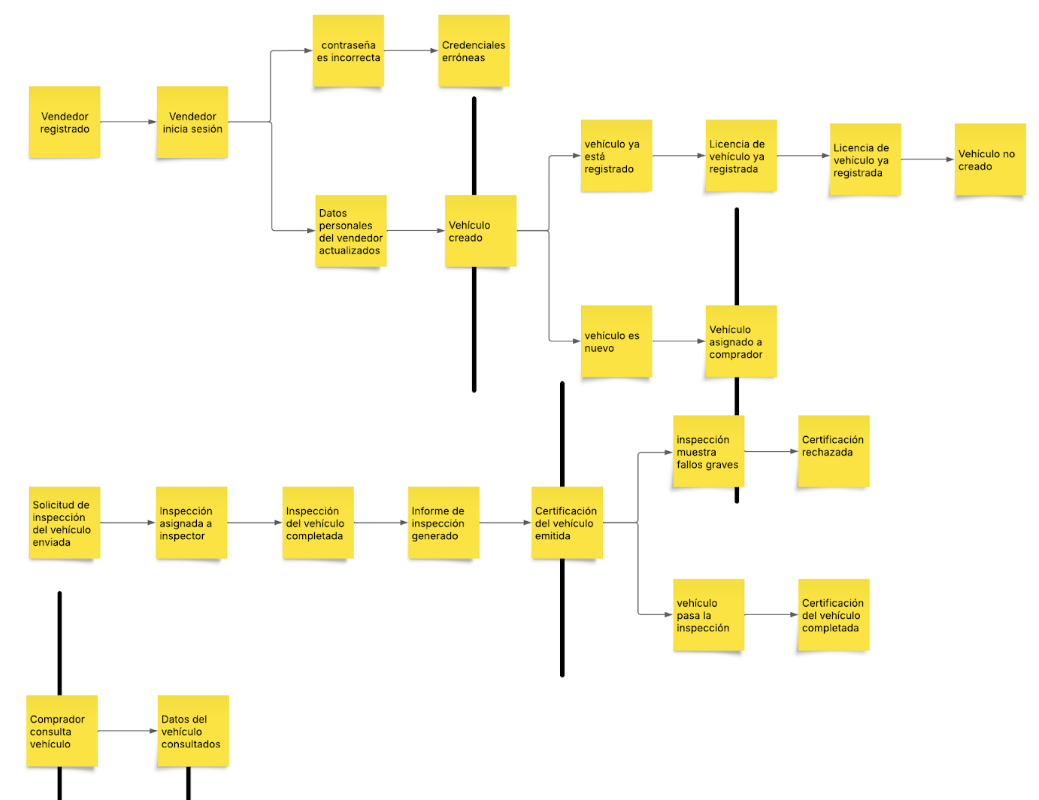 contraseña
es incorrecta
Credenciales
erróneas
Vendedor
registrado
Vendedor
inicia sesión
vehículo ya
está
registrado
Licencia de
vehículo ya
registrada
Licencia de
vehículo ya
registrada
Vehículo no
creado
Datos
personales
del vendedor
actualizados
Vehículo
creado
vehículo es
nuevo
Vehículo
asignado a
comprador
inspección
muestra
fallos graves
Certificación
rechazada
Solicitud de
inspección
del vehículo
enviada
Inspección
asignada a
inspector
Inspección
del vehículo
completada
Informe de
inspección
generado
Certificación
del vehículo
emitida
vehículo
pasa la
inspección
Certificación
del vehículo
completada
Comprador
consulta
vehículo
Datos del
vehículo
consultados